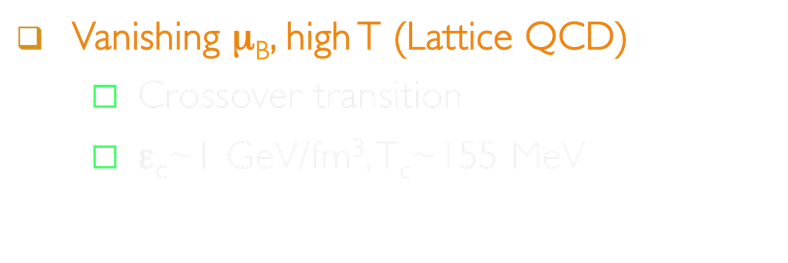 ❑ Vanishing μB, high T (Lattice QCD)
□ Crossover transition
□ εc~1 GeV/fm³, Tc~155 MeV